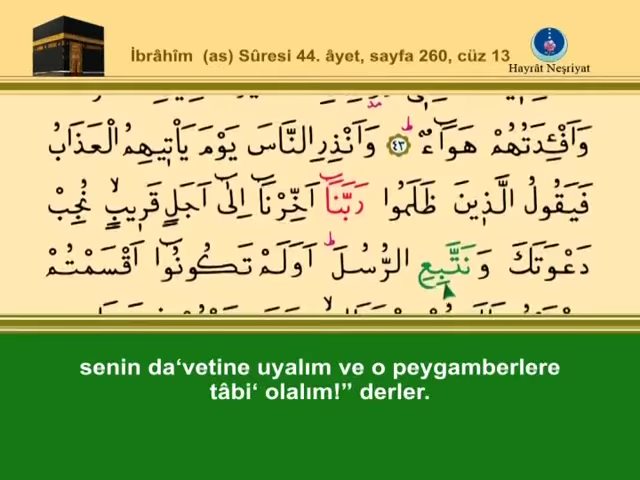 İbrâhîm (as) Sûresi 44. âyet, sayfa 260, cüz 13
Hayrât Neşriyat
وَاَفْـِٔدَتُهُمْ هَوَٓاءٌ ﴿٤٣﴾ وَاَنْذِرِ النَّاسَ يَوْمَ يَاْت۪يهِمُ الْعَذَابُ
فَيَقُولُ الَّذ۪ينَ ظَلَمُوا رَبَّنَٓا اَخِّرْنَٓا اِلٰٓى اَجَلٍ قَر۪يبٍۙ نُجِبْ
دَعْوَتَكَ وَنَتَّبِعِ الرُّسُلَۜ اَوَلَمْ تَكُونُٓوا اَقْسَمْتُمْ
senin da‘vetine uyalım ve o peygamberlere
tâbi‘ olalım!” derler.